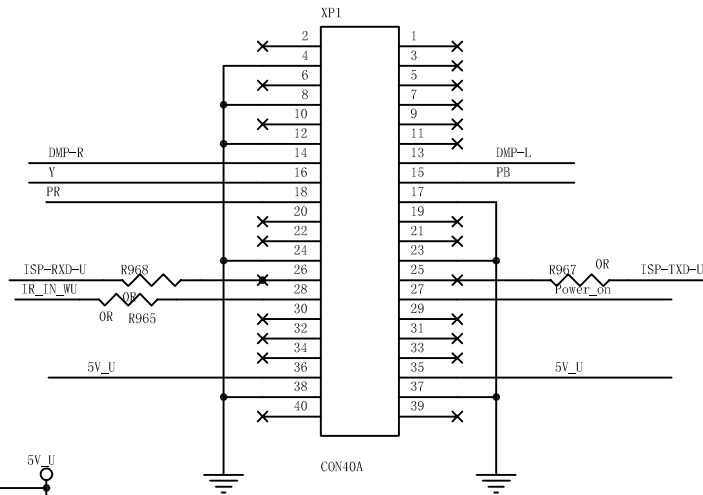 XP1
2 1
4 3
6 5
8 7
10 9
12 11
DMP-R 14 13 DMP-L
Y 16 15 PB
PR 18 17
20 19
22 21
24 23
ISP-RXD-U R968 26 25 R967 0R ISP-TXD-U
IR_IN_WU 0R 28 27 Power_on
0R R965 30 29
32 31
34 33
5V_U 36 35 5V_U
38 37
40 39
CON40A
5V_U